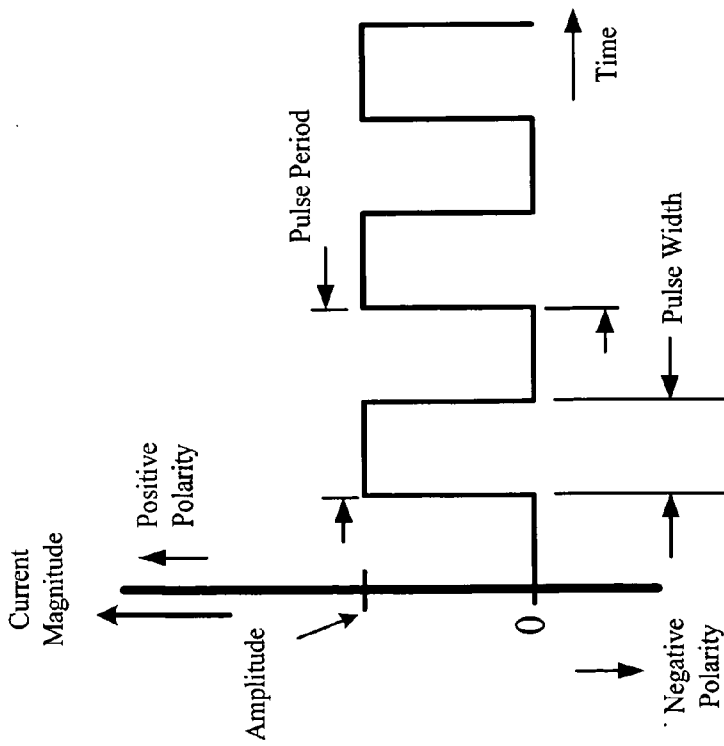 Current
Magnitude
Positive
Polarity
Amplitude
Pulse Period
Time
0
Pulse Width
Negative
Polarity